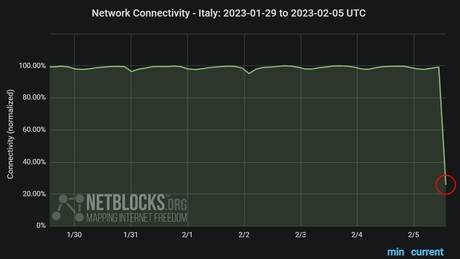 Network Connectivity - Italy: 2023-01-29 to 2023-02-05 UTC
Connectivity (normalized)
100.00%
80.00%
60.00%
40.00%
20.00%
0%
NETBLOCKS.ORG
MAPPING INTERNET FREEDOM
1/30 1/31 2/1 2/2 2/3 2/4 2/5
min current